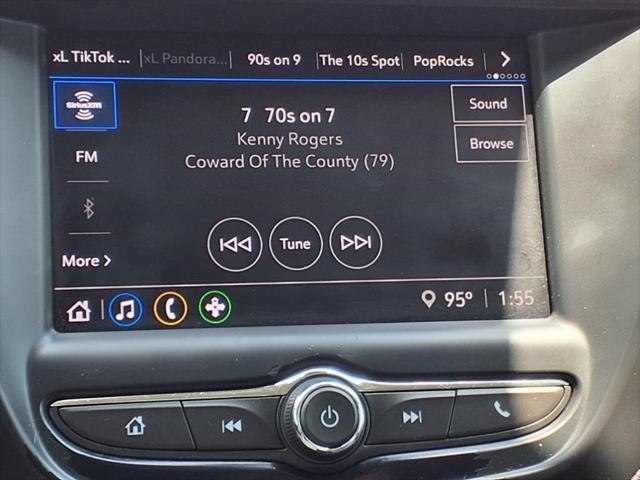 xL TikTok ... xL Pandora... 90s on 9 The 10s Spot PopRocks
SiriusXM
7 70s on 7
Sound
Kenny Rogers
Browse
FM
Coward Of The County (79)
Tune
More >
95° 1:55